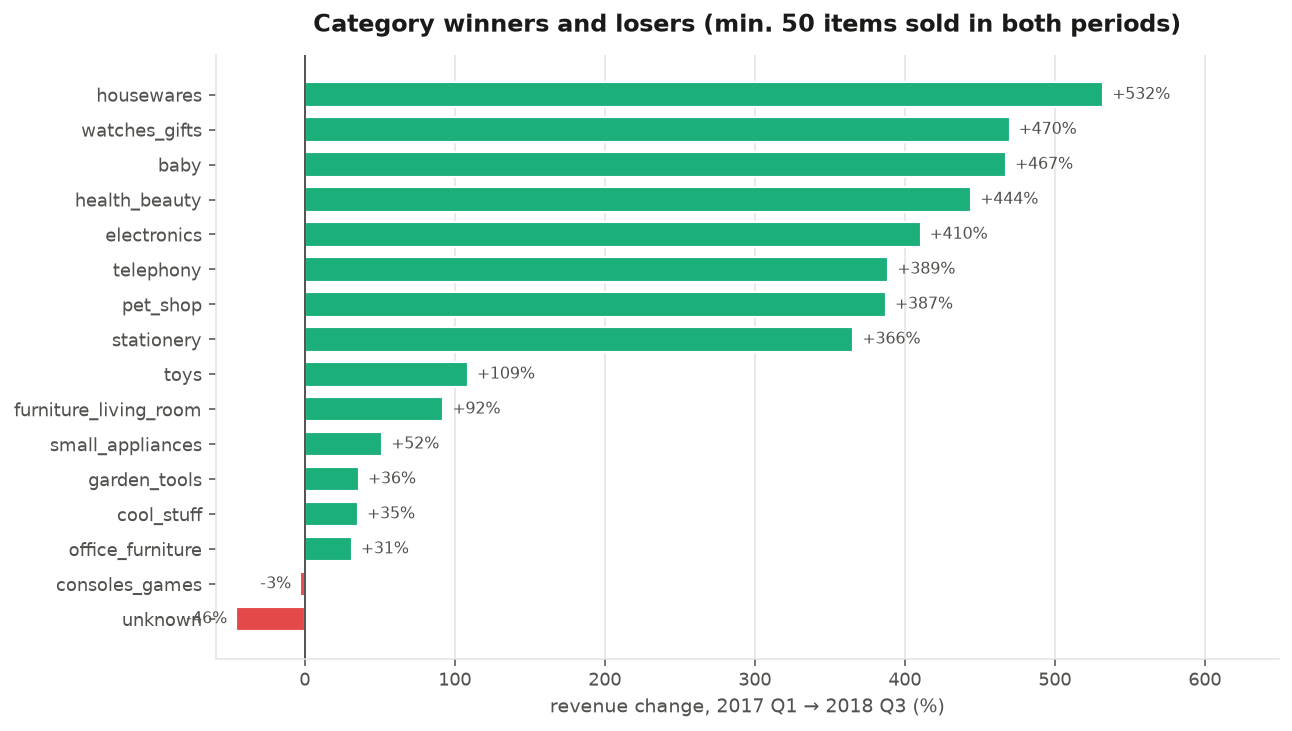 Category winners and losers (min. 50 items sold in both periods)
housewares +532%
watches_gifts +470%
baby +467%
health_beauty +444%
electronics +410%
telephony +389%
pet_shop +387%
stationery +366%
toys +109%
furniture_living_room +92%
small_appliances +52%
garden_tools +36%
cool_stuff +35%
office_furniture +31%
consoles_games -3%
unknown -46%
0 100 200 300 400 500 600
revenue change, 2017 Q1 → 2018 Q3 (%)